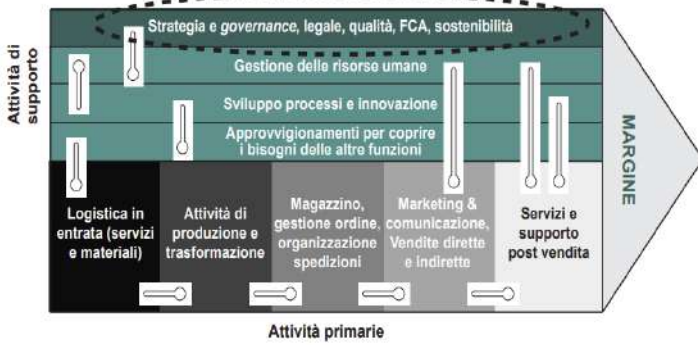 Attività di
supporto
Strategia e governance, legale, qualità, FCA, sostenibilità
Gestione delle risorse umane
Sviluppo processi e innovazione
Approvvigionamenti per coprire
i bisogni delle altro funzioni
MARGINE
Logistica in
entrata (servizi
e materiali)
Attività di
produzione e
trasformazione
Magazzino,
gestione ordine,
organizzazione
spedizioni
Marketing &
comunicazione,
Vendite dirette
e indirette
Servizi e
supporto
post vendita
Attività primarie